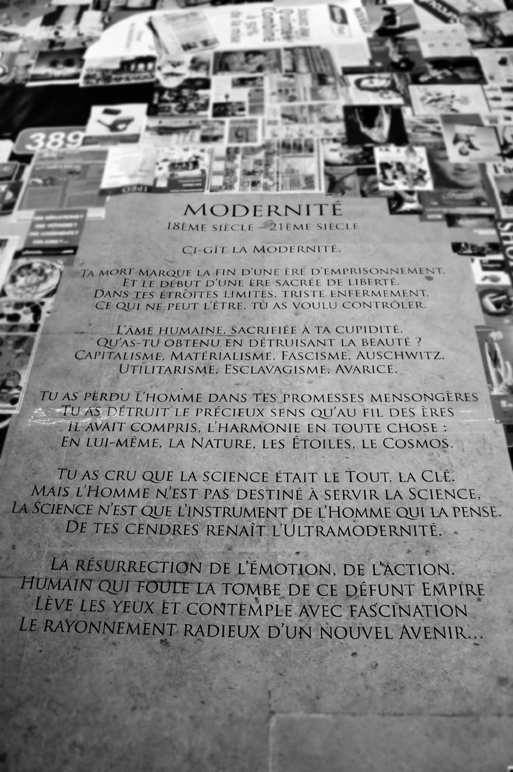 389
MODERNITÉ
18ÈME SIÈCLE – 21ÈME SIÈCLE
CI-GÎT LA MODERNITÉ.
TA MORT MARQUE LA FIN D'UNE ÈRE D'EMPRISONNEMENT,
ET LE DÉBUT D'UNE ÈRE SACRÉE DE LIBERTÉ.
DANS TES ÉTROITES LIMITES, TRISTE ENFERMEMENT,
CE QUI NE PEUT L'ÊTRE, TU AS VOULU CONTRÔLER.
L'ÂME HUMAINE, SACRIFIÉE À TA CUPIDITÉ.
QU'AS-TU OBTENU EN DÉTRUISANT LA BEAUTÉ ?
CAPITALISME, MATÉRIALISME, FASCISME, AUSCHWITZ.
UTILITARISME, ESCLAVAGISME, AVARICE.
TU AS PERDU L'HOMME DANS TES PROMESSES MENSONGÈRES
TU AS DÉTRUIT LE PRÉCIEUX SENS QU'AU FIL DES ÈRES
IL AVAIT COMPRIS, L'HARMONIE EN TOUTE CHOSE :
EN LUI-MÊME, LA NATURE, LES ÉTOILES, LE COSMOS.
TU AS CRU QUE LA SCIENCE ÉTAIT LE TOUT, LA CLÉ.
MAIS L'HOMME N'EST PAS DESTINÉ À SERVIR LA SCIENCE,
LA SCIENCE N'EST QUE L'INSTRUMENT DE L'HOMME QUI LA PENSE.
DE TES CENDRES RENAÎT L'ULTRAMODERNITÉ.
LA RÉSURRECTION DE L'ÉMOTION, DE L'ACTION.
HUMAIN QUI FOULE LA TOMBE DE CE DÉFUNT EMPIRE
LÈVE LES YEUX ET CONTEMPLE AVEC FASCINATION
LE RAYONNEMENT RADIEUX D'UN NOUVEL AVENIR...